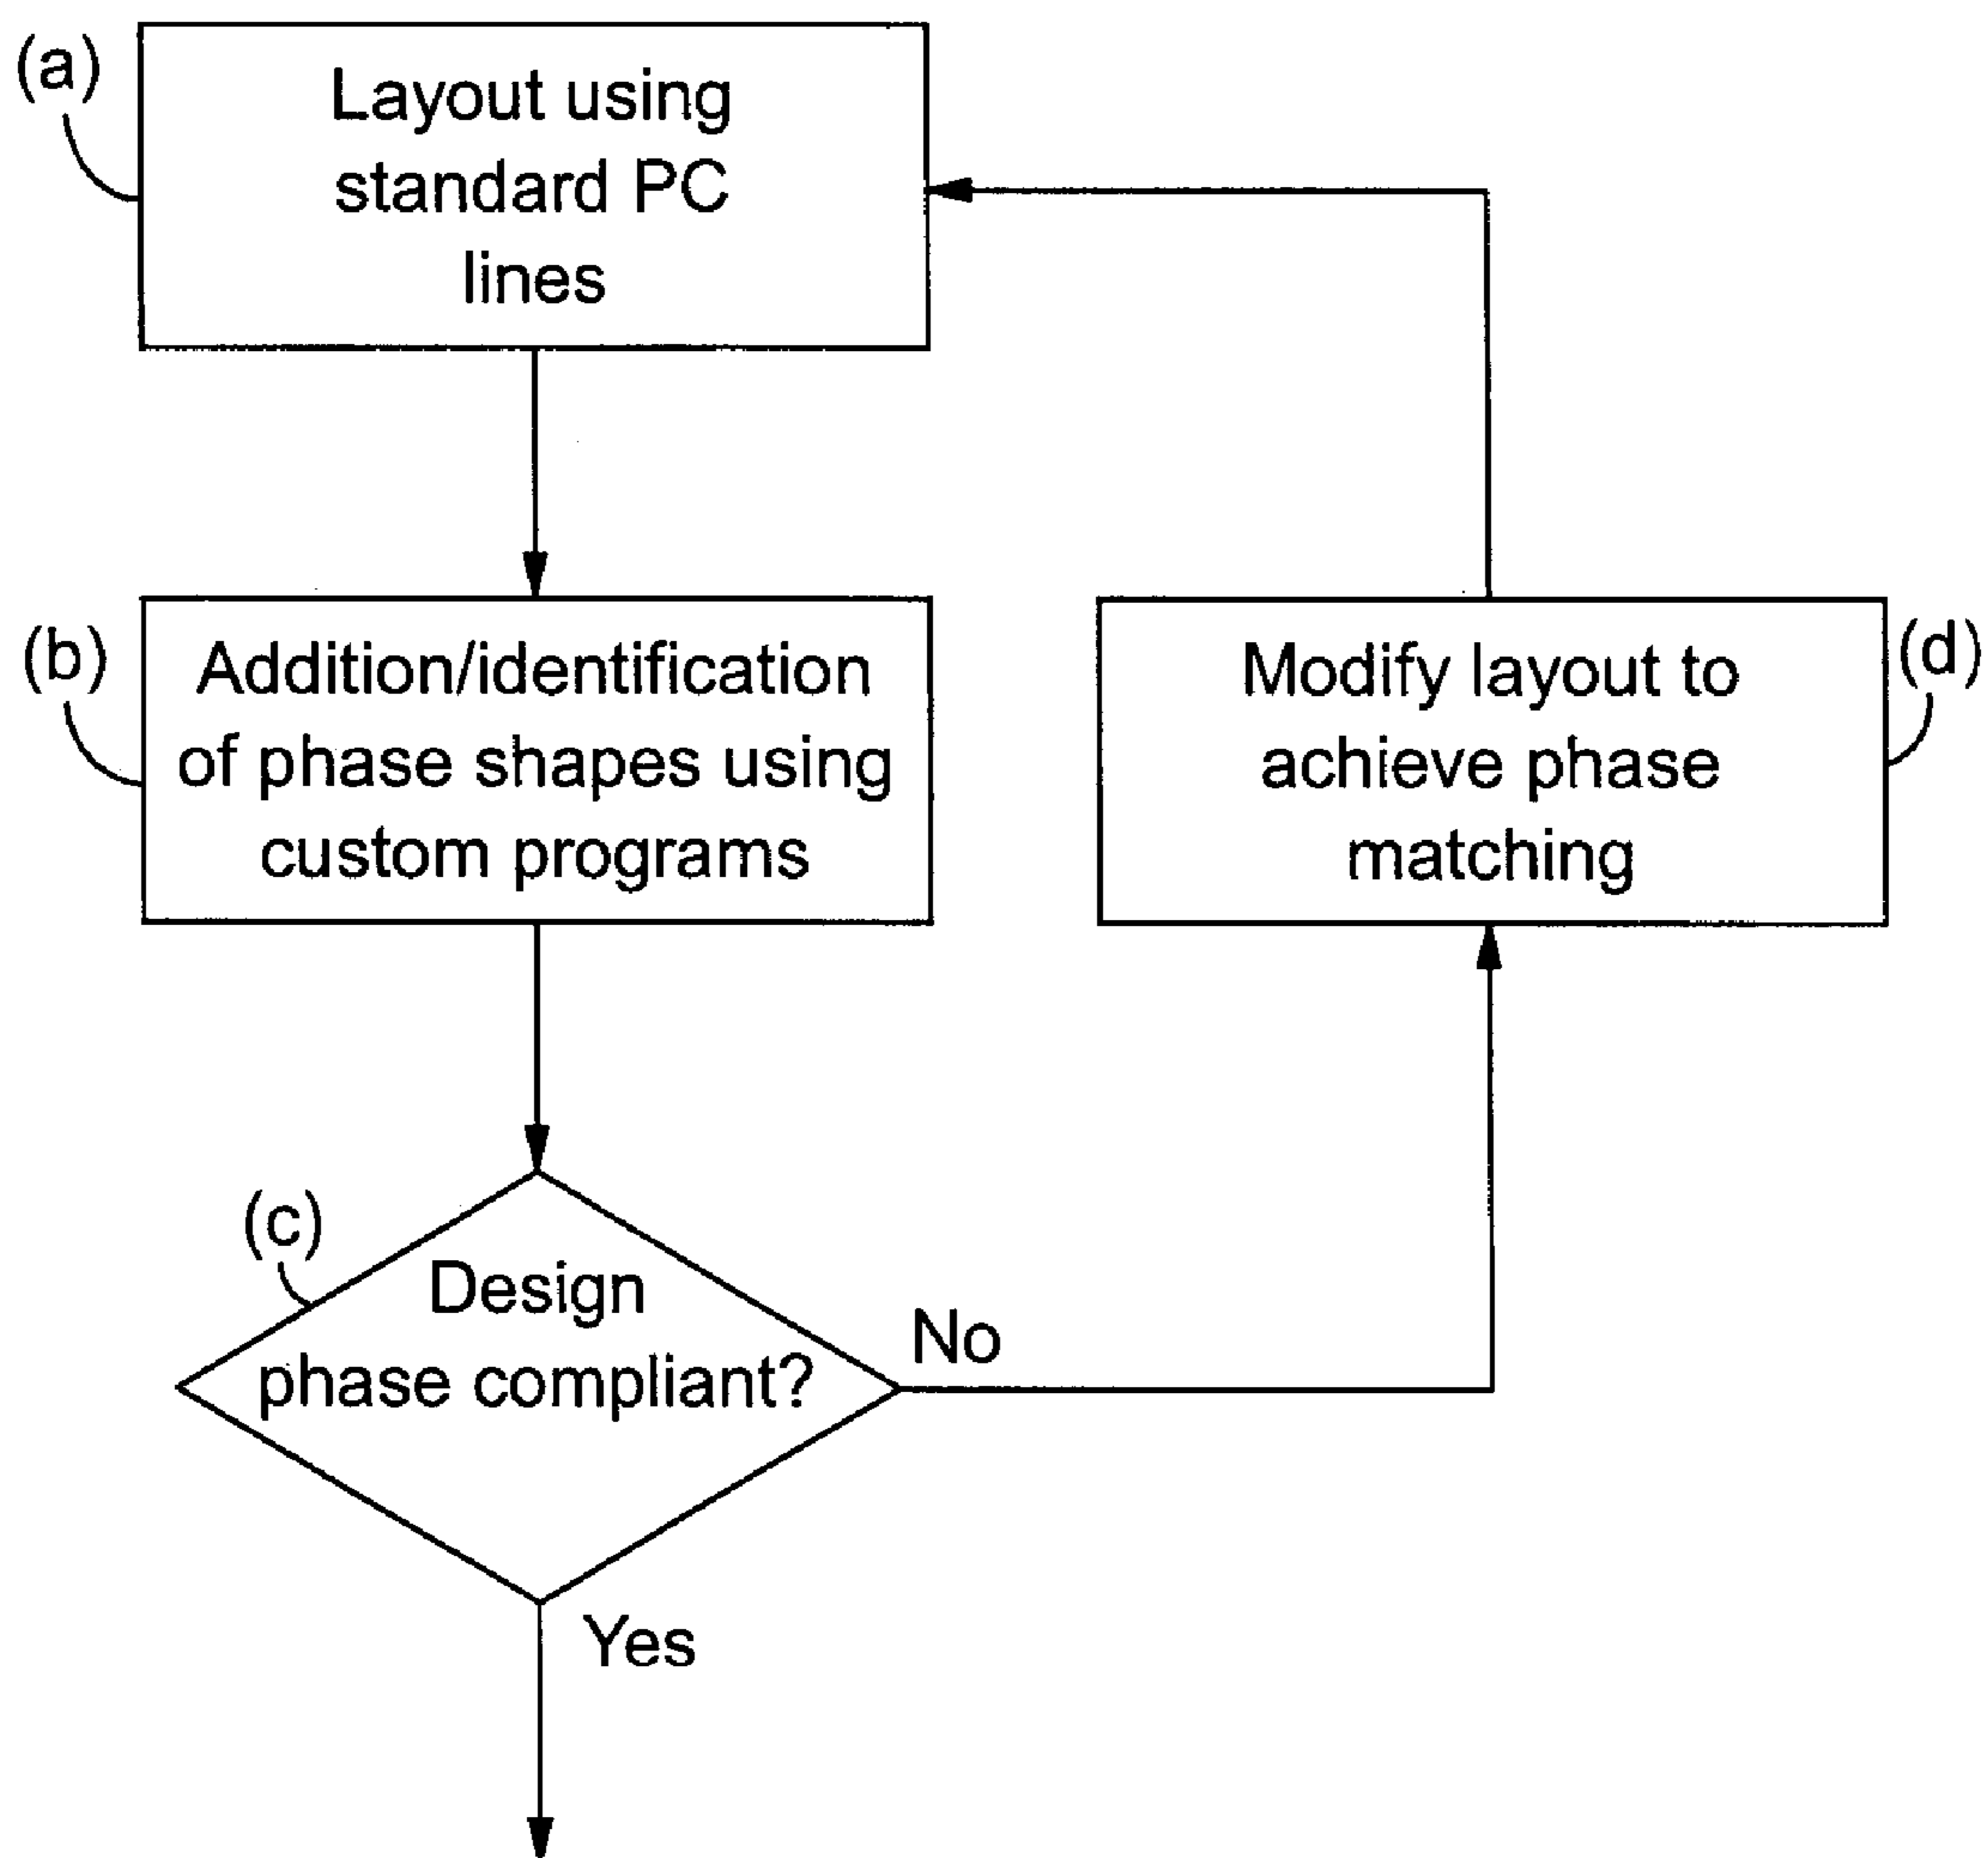 (a)
Layout using
standard PC
lines
(b)
Addition/identification
of phase shapes using
custom programs
(d)
Modify layout to
achieve phase
matching
(c)
Design
phase compliant?
No
Yes